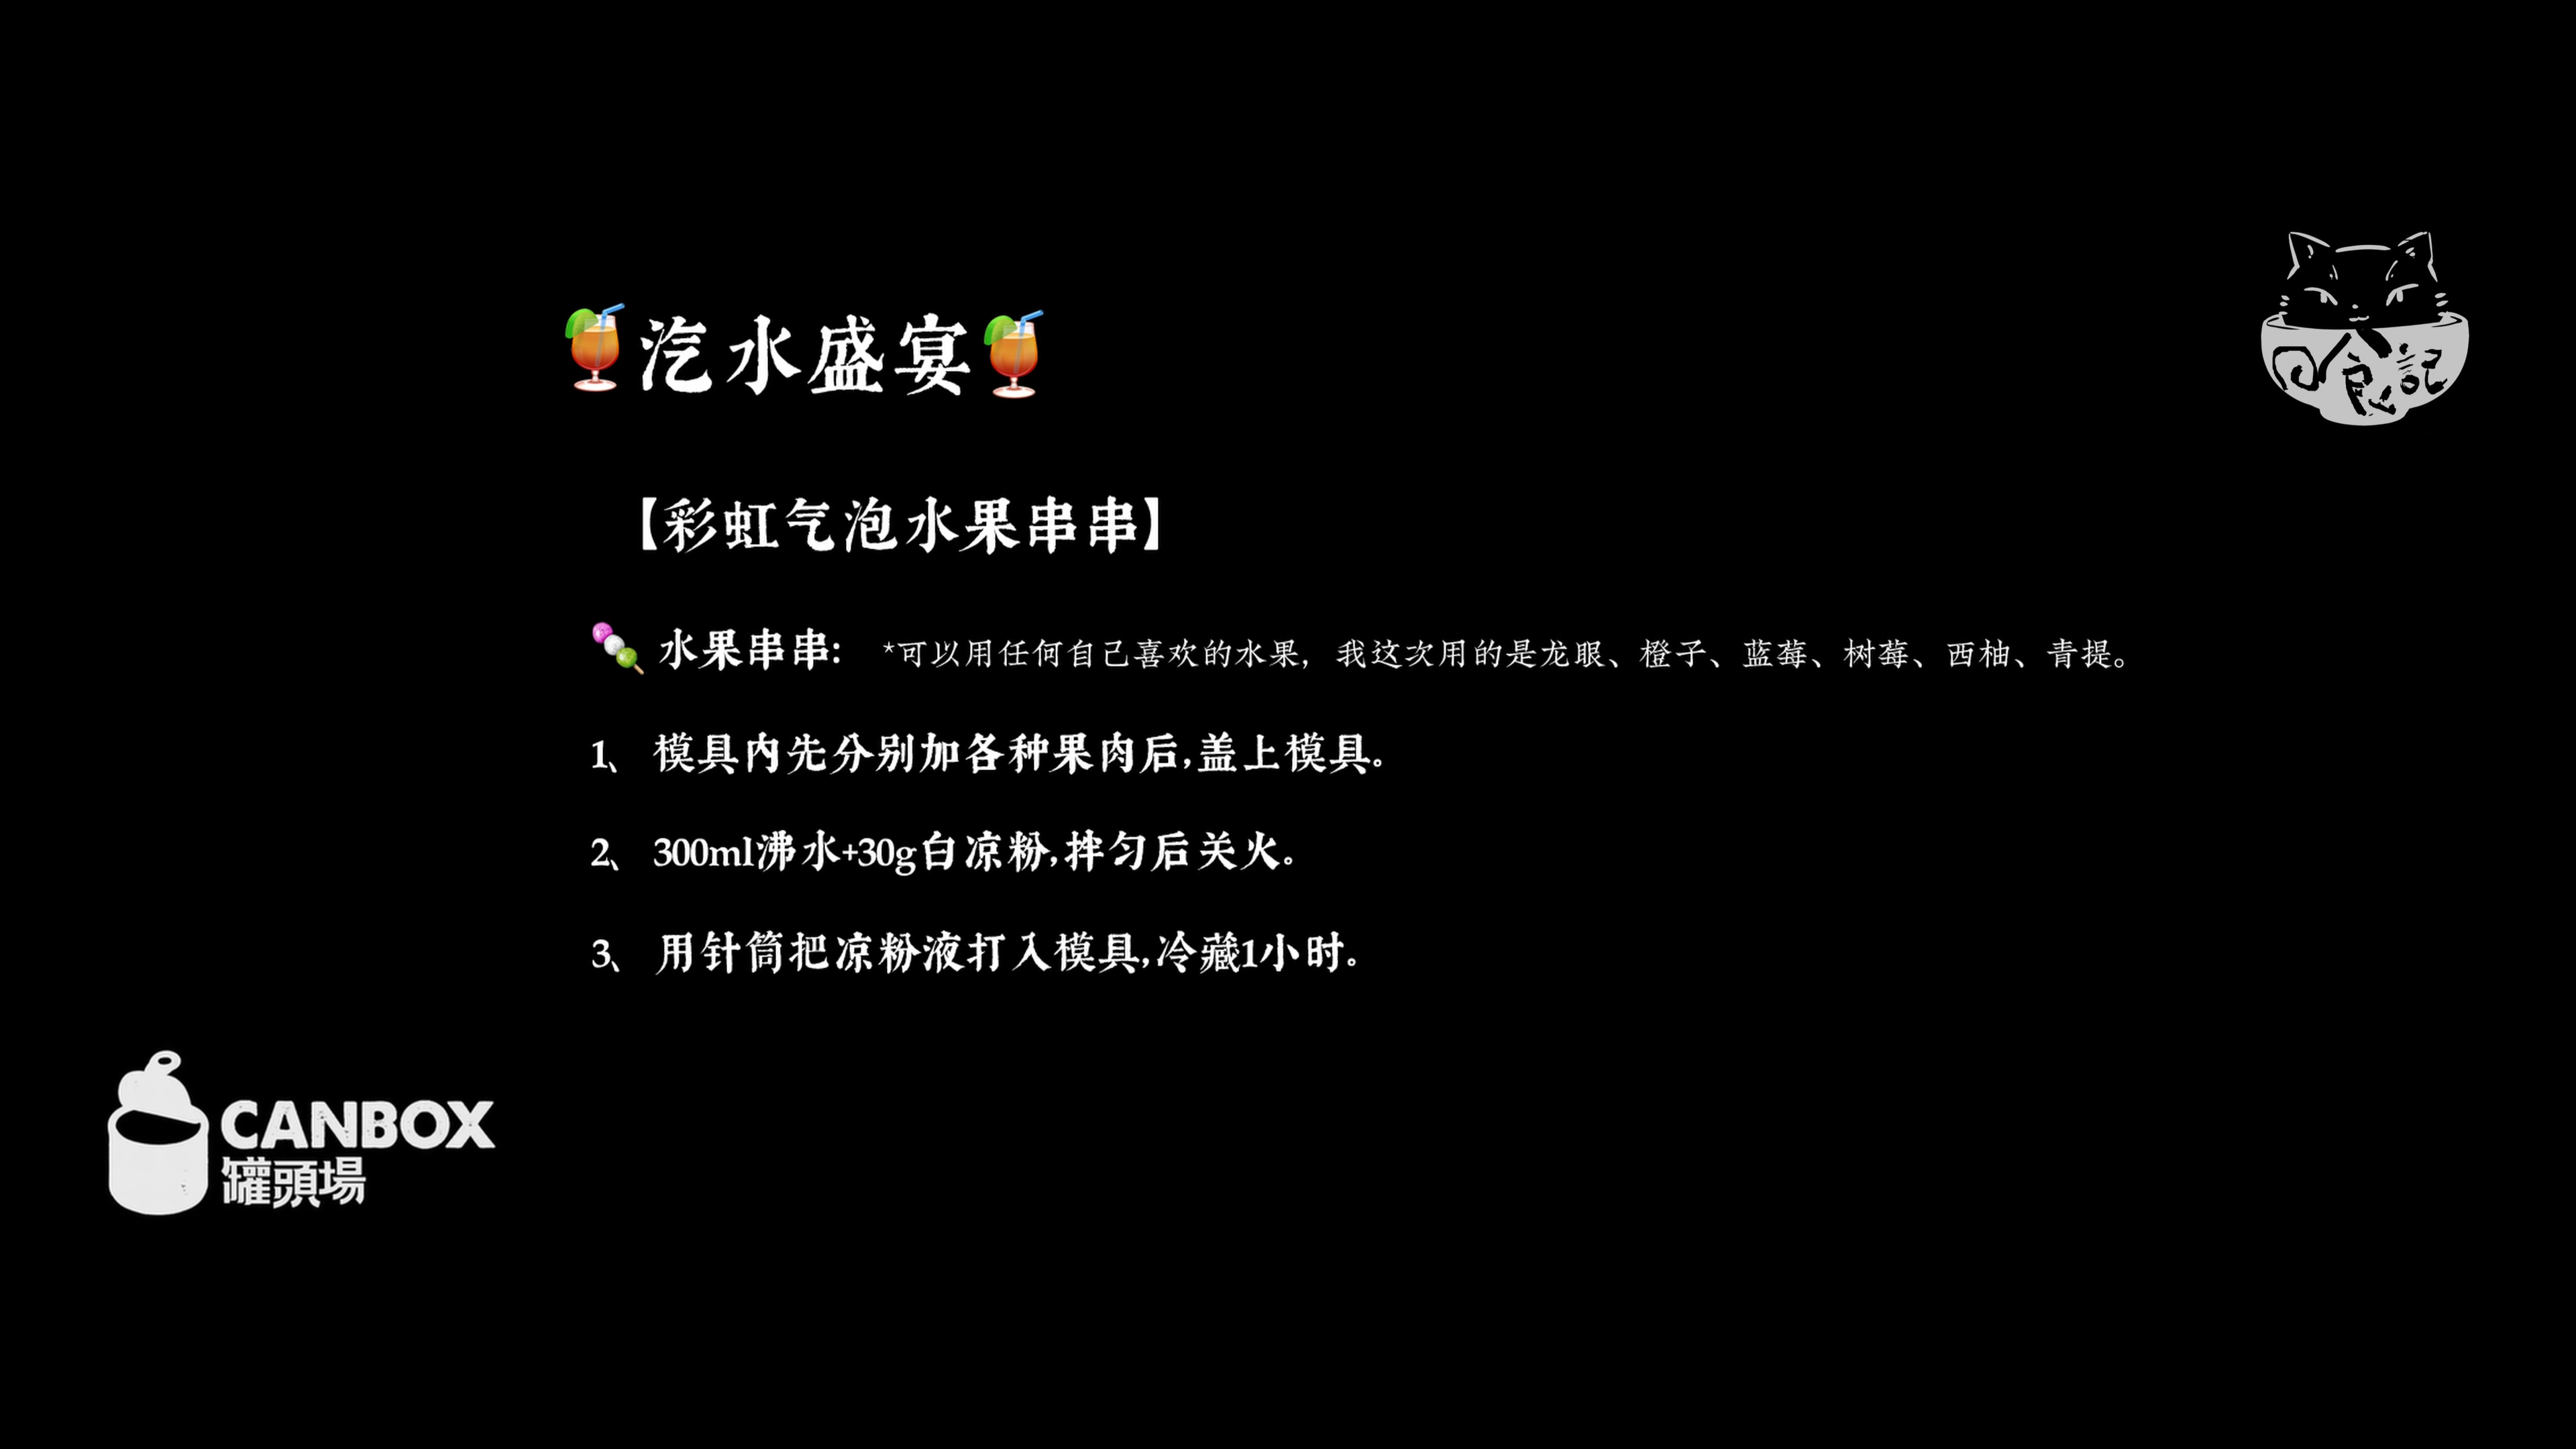 🍹汽水盛宴🍹
日食記
【彩虹气泡水果串串】
🍡 水果串串: *可以用任何自己喜欢的水果，我这次用的是龙眼、橙子、蓝莓、树莓、西柚、青提。
1、 模具内先分别加各种果肉后,盖上模具。
2、 300ml沸水+30g白凉粉,拌匀后关火。
3、 用针筒把凉粉液打入模具,冷藏1小时。
CANBOX
罐頭場